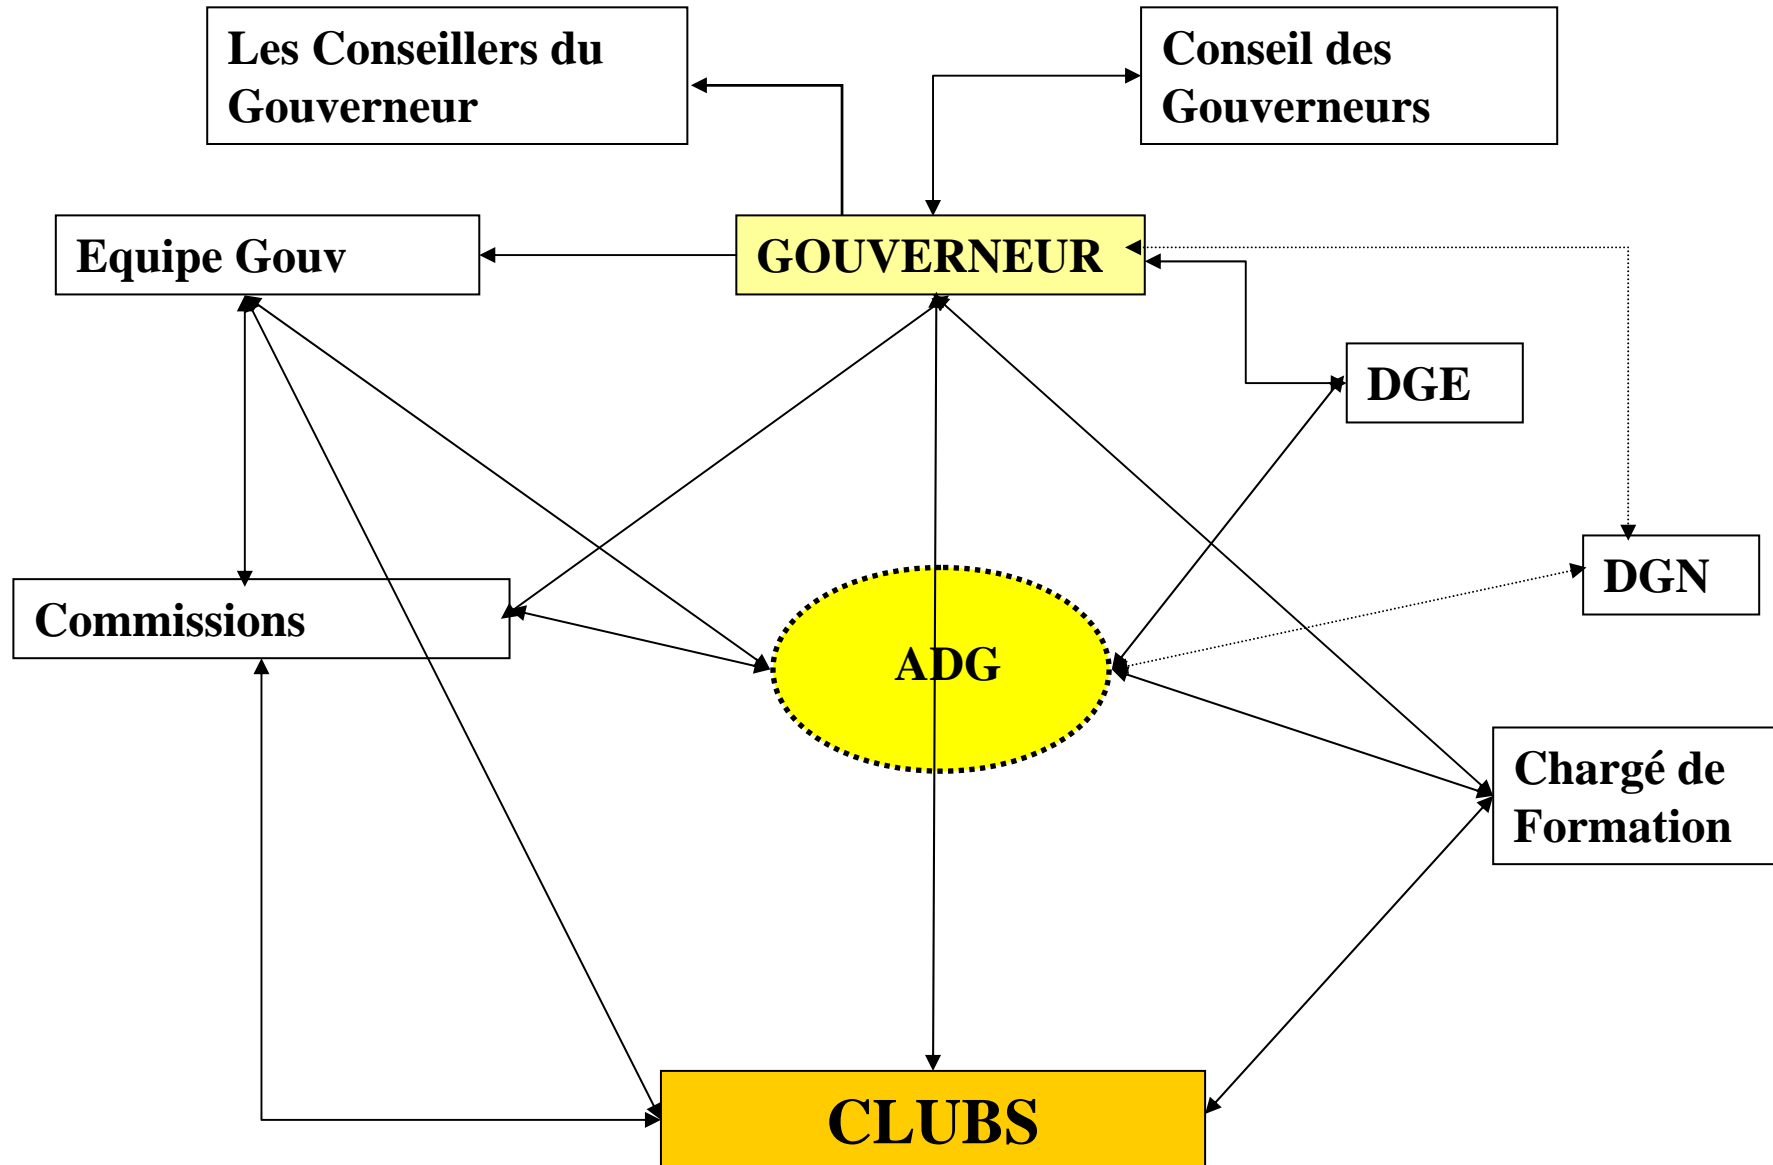 Les Conseillers du
Gouverneur
Conseil des
Gouverneurs
Equipe Gouv
GOUVERNEUR
DGE
DGN
Commissions
ADG
Chargé de
Formation
CLUBS